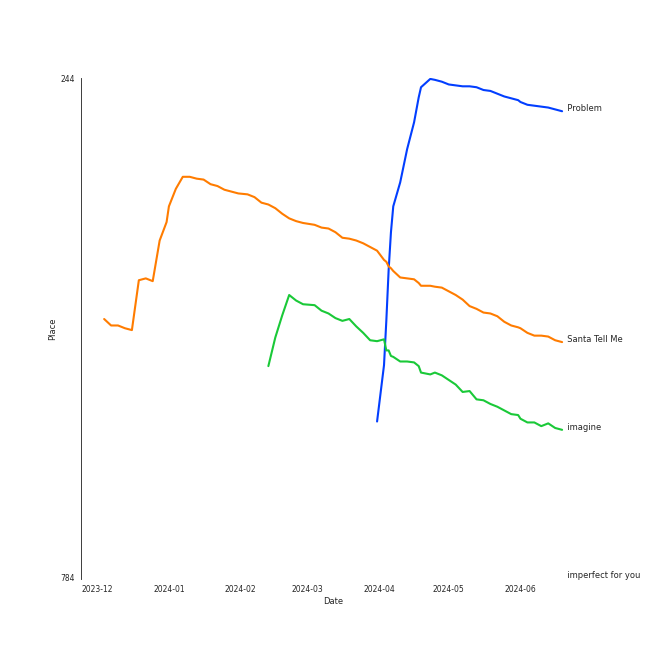 244
Problem
Place
Santa Tell Me
imagine
imperfect for you
784
2023-12 2024-01 2024-02 2024-03 2024-04 2024-05 2024-06
Date